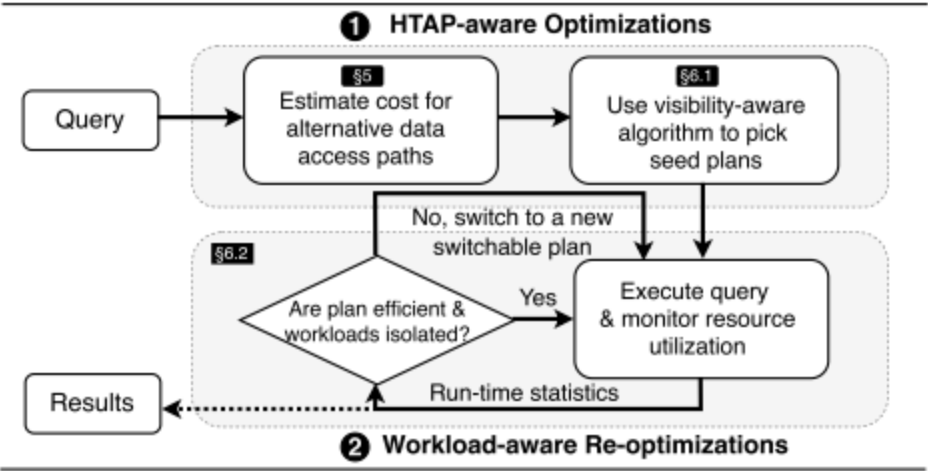 ❶ HTAP-aware Optimizations
Query
§5
Estimate cost for
alternative data
access paths
§6.1
Use visibility-aware
algorithm to pick
seed plans
No, switch to a new
switchable plan
§6.2
Are plan efficient &
workloads isolated?
Yes
Execute query
& monitor resource
utilization
Run-time statistics
Results
❷ Workload-aware Re-optimizations